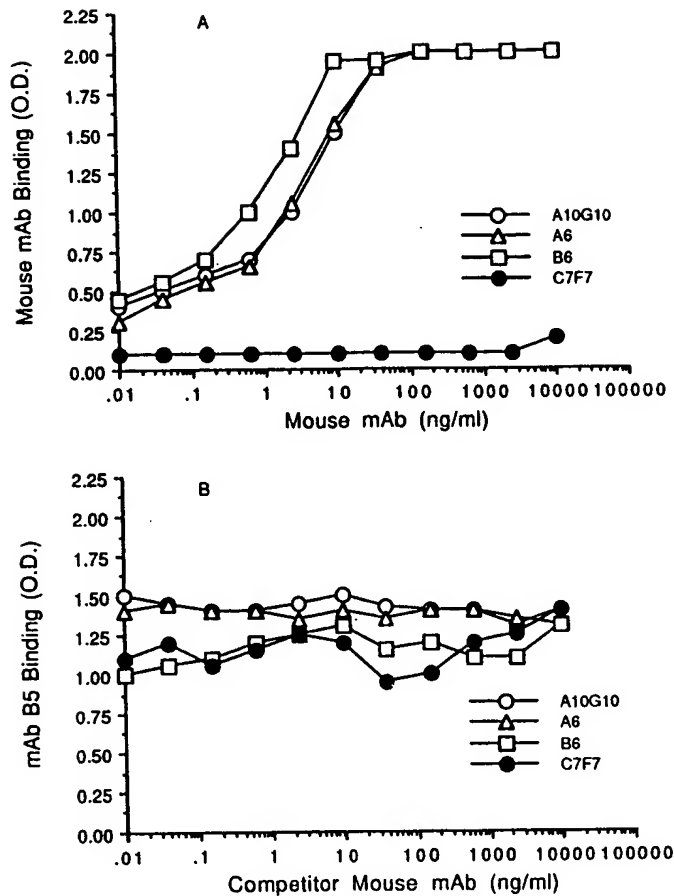 A
2.25
2.00
1.75
1.50
1.25
1.00
0.75
0.50
0.25
0.00
Mouse mAb Binding (O.D.)
A10G10
A6
B6
C7F7
.01 .1 1 10 100 1000 10000 100000
Mouse mAb (ng/ml)
B
2.25
2.00
1.75
1.50
1.25
1.00
0.75
0.50
0.25
0.00
mAb B5 Binding (O.D.)
A10G10
A6
B6
C7F7
.01 .1 1 10 100 1000 10000 100000
Competitor Mouse mAb (ng/ml)